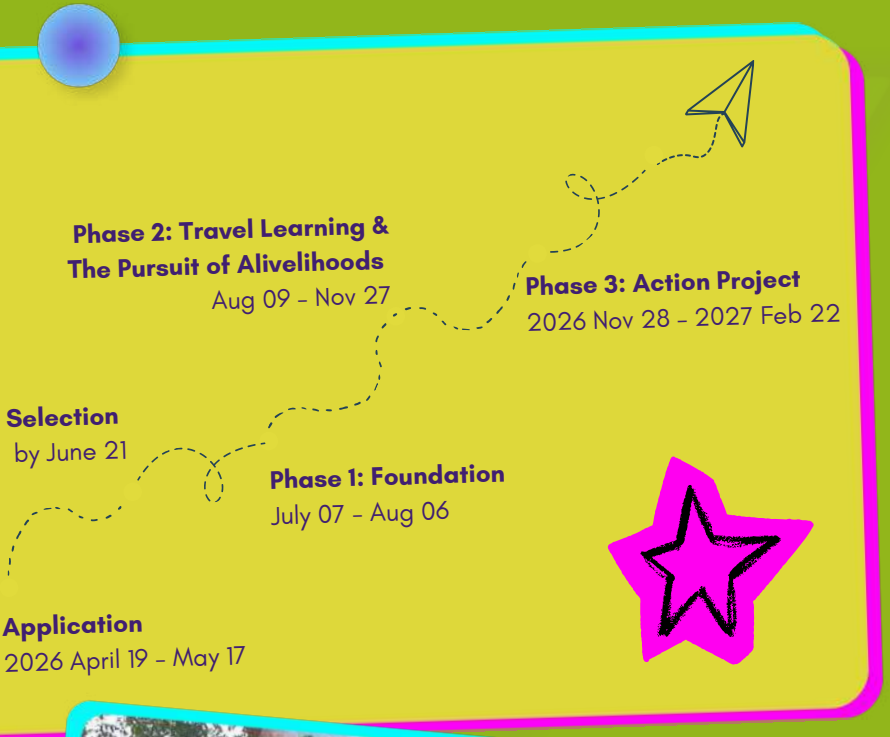 Phase 2: Travel Learning &
The Pursuit of Alivelihoods
Aug 09 – Nov 27
Phase 3: Action Project
2026 Nov 28 – 2027 Feb 22
Selection
by June 21
Phase 1: Foundation
July 07 – Aug 06
Application
2026 April 19 – May 17